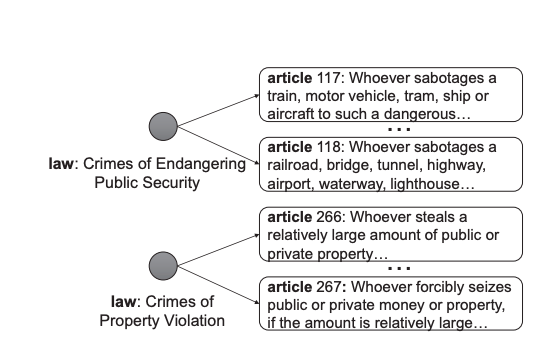 article 117: Whoever sabotages a
train, motor vehicle, tram, ship or
aircraft to such a dangerous…
...
article 118: Whoever sabotages a
railroad, bridge, tunnel, highway,
airport, waterway, lighthouse…
law: Crimes of Endangering
Public Security
article 266: Whoever steals a
relatively large amount of public or
private property…
...
article 267: Whoever forcibly seizes
public or private money or property,
if the amount is relatively large…
law: Crimes of
Property Violation